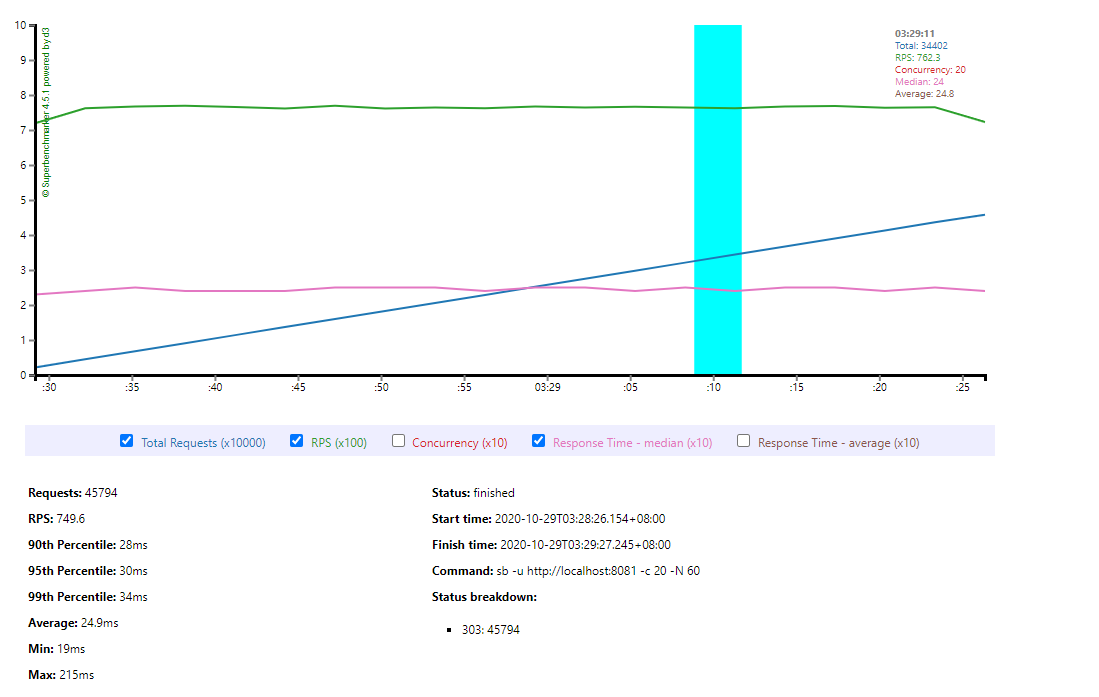 10
9
8
7
6
5
4
3
2
1
0
© Superbenchmarker 4.5.1 powered by d3
03:29:11
Total: 34402
RPS: 762.3
Concurrency: 20
Median: 24
Average: 24.8
:30 :35 :40 :45 :50 :55 03:29 :05 :10 :15 :20 :25
Total Requests (x10000) RPS (x100) Concurrency (x10) Response Time - median (x10) Response Time - average (x10)
Requests: 45794
RPS: 749.6
90th Percentile: 28ms
95th Percentile: 30ms
99th Percentile: 34ms
Average: 24.9ms
Min: 19ms
Max: 215ms
Status: finished
Start time: 2020-10-29T03:28:26.154+08:00
Finish time: 2020-10-29T03:29:27.245+08:00
Command: sb -u http://localhost:8081 -c 20 -N 60
Status breakdown:
303: 45794